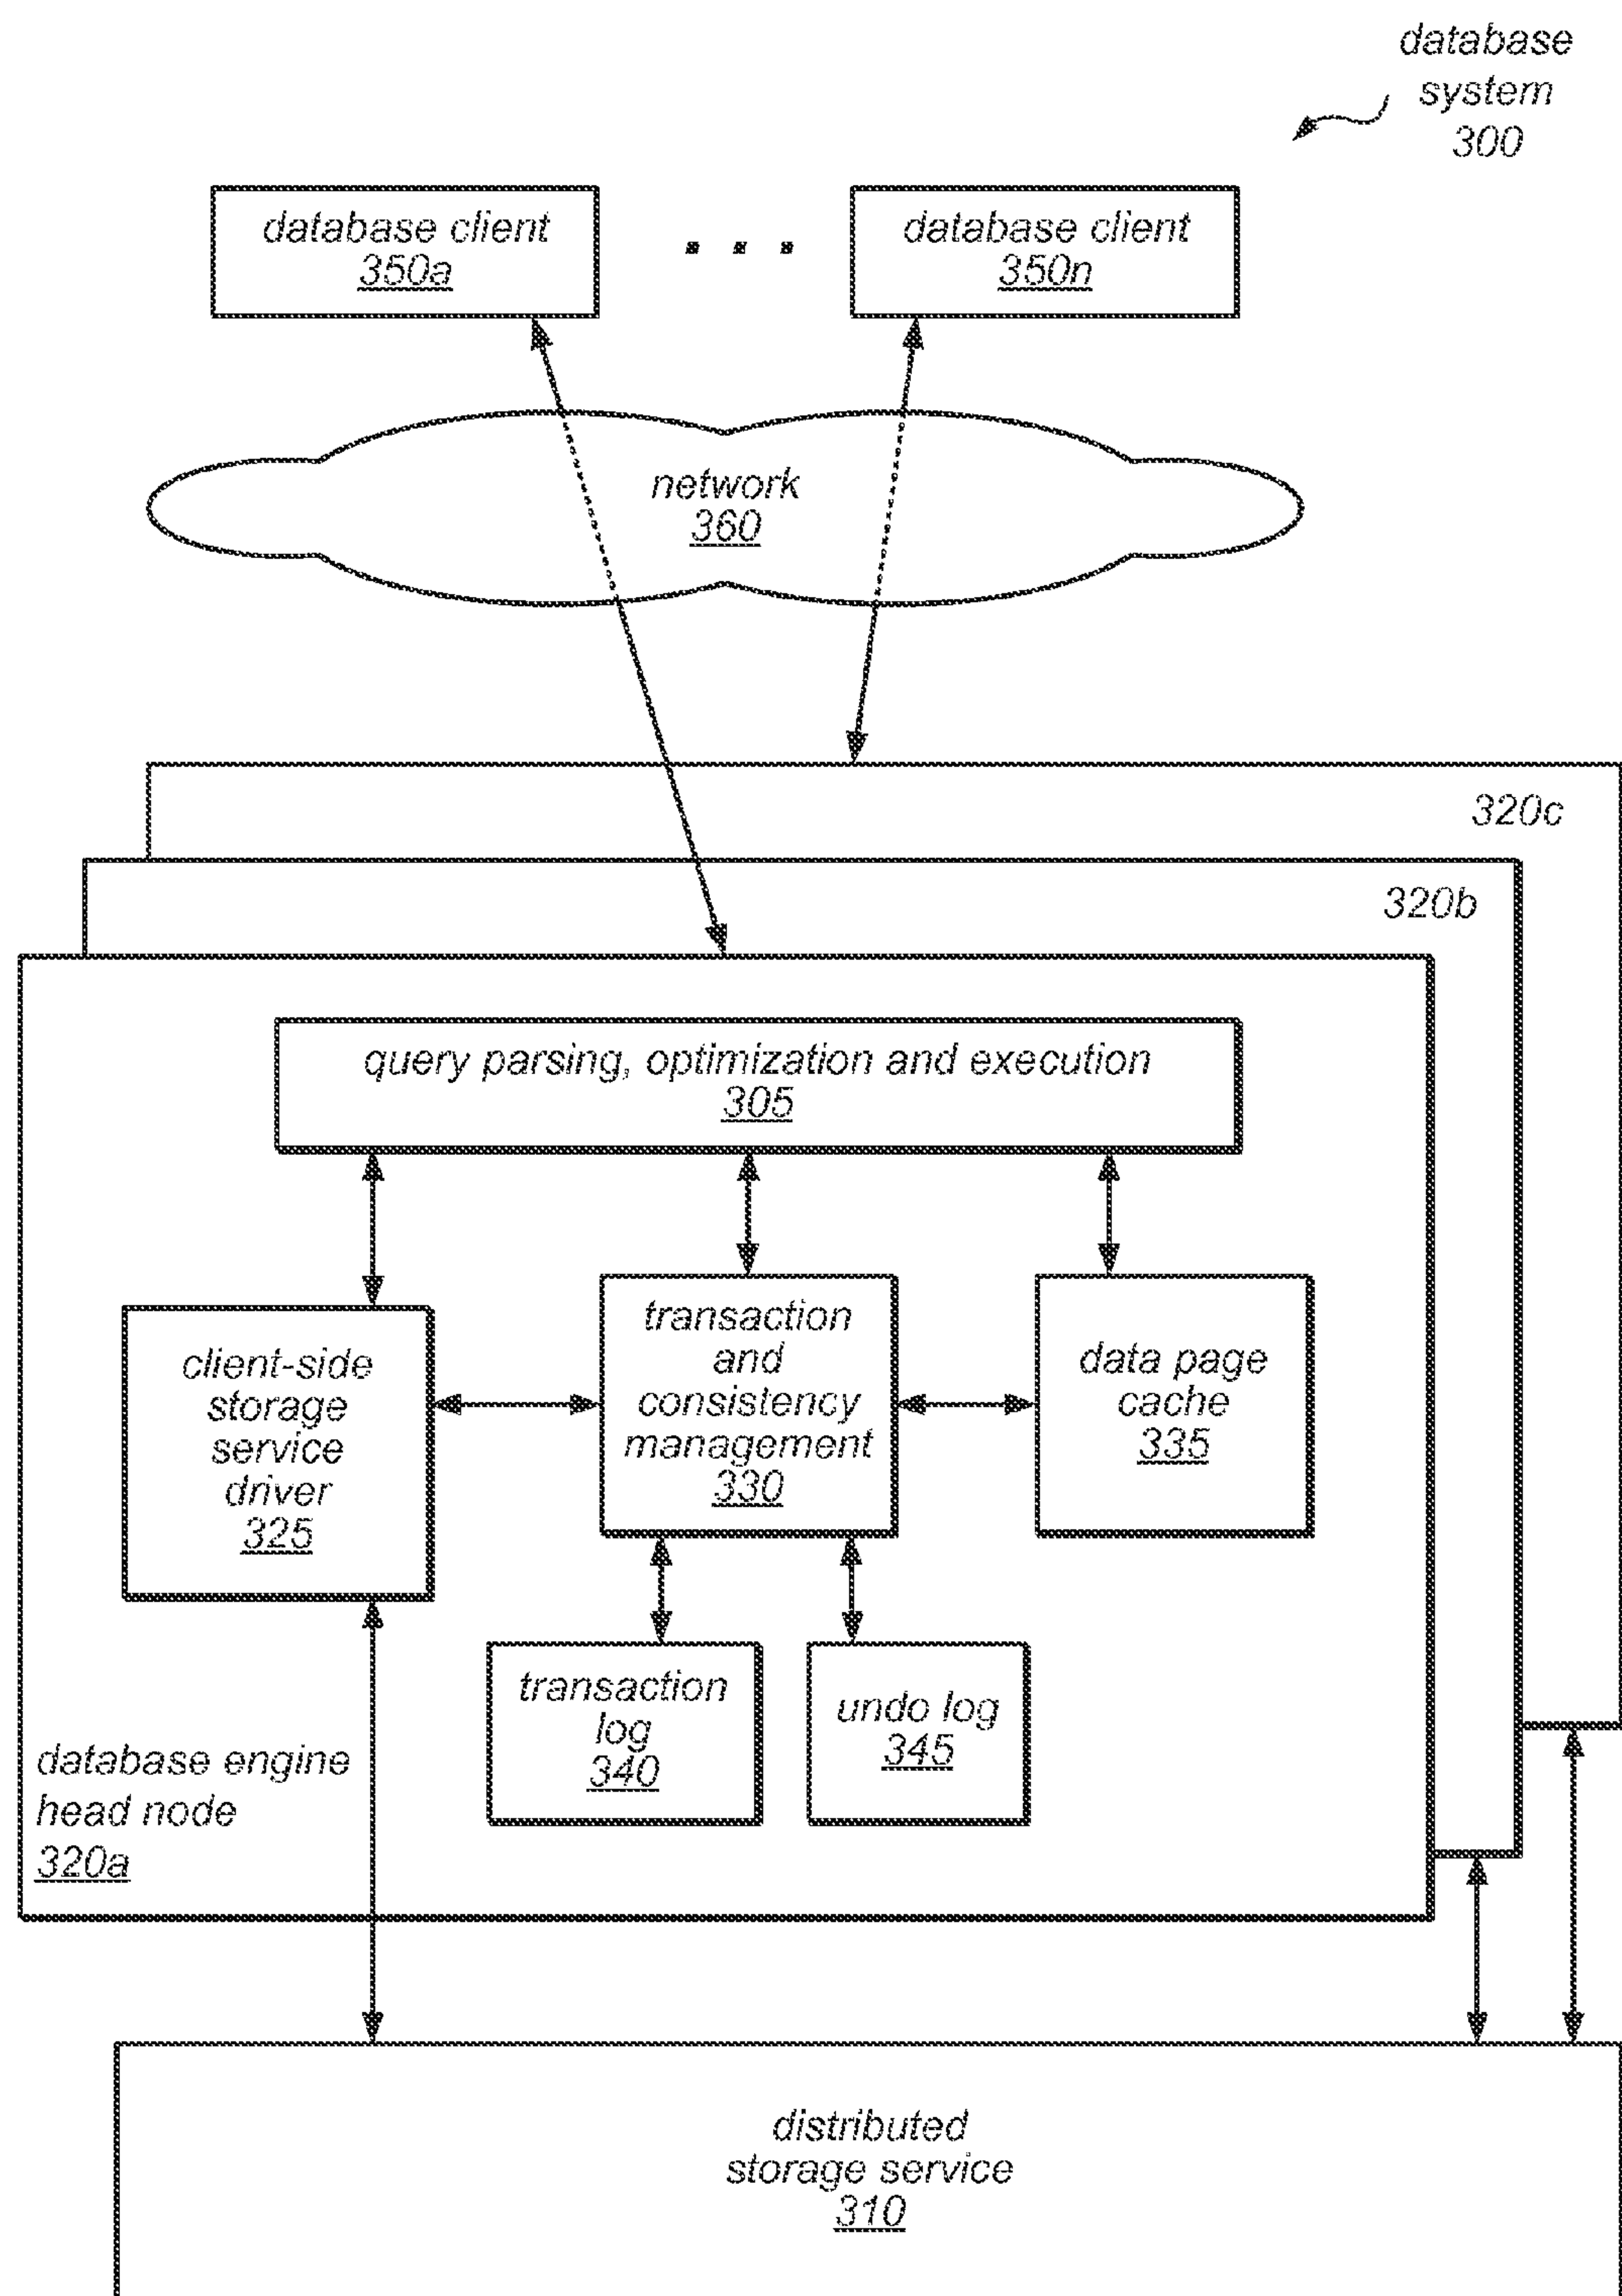 database
system
300
database client
350a
. . .
database client
350n
network
360
320c
320b
query parsing, optimization and execution
305
client-side
storage
service
driver
325
transaction
and
consistency
management
330
data page
cache
335
transaction
log
340
undo log
345
database engine
head node
320a
distributed
storage service
310